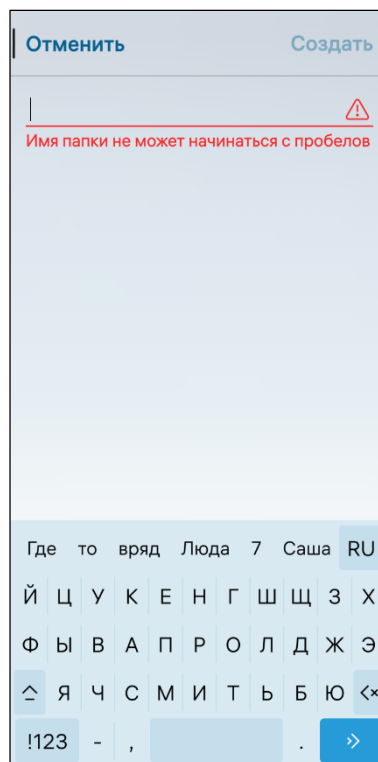 Отменить Создать
Имя папки не может начинаться с пробелов
Где то вряд Люда 7 Саша RU
Й Ц У К Е Н Г Ш Щ З Х
Ф Ы В А П Р О Л Д Ж Э
Я Ч С М И Т Ь Б Ю
!123 - , .